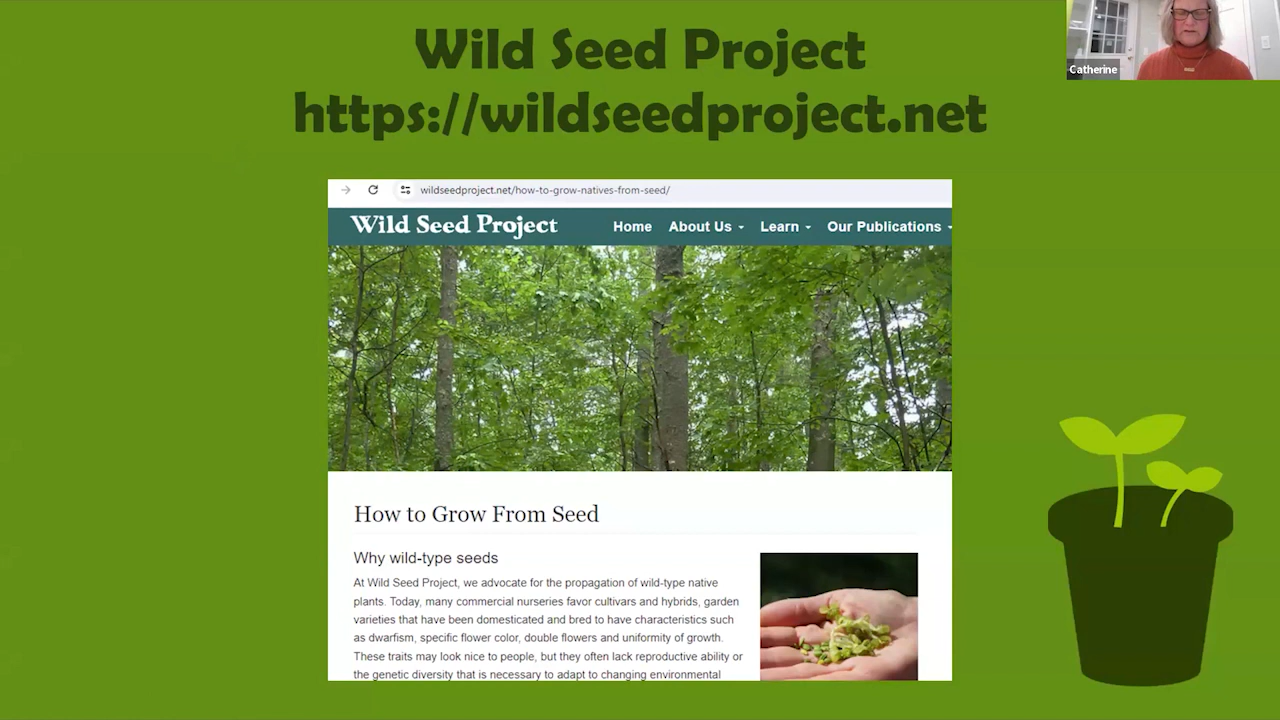 Wild Seed Project
https://wildseedproject.net
Catherine
wildseedproject.net/how-to-grow-natives-from-seed/
Wild Seed Project
Home About Us Learn Our Publications
How to Grow From Seed
Why wild-type seeds
At Wild Seed Project, we advocate for the propagation of wild-type native
plants. Today, many commercial nurseries favor cultivars and hybrids, garden
varieties that have been domesticated and bred to have characteristics such
as dwarfism, specific flower color, double flowers and uniformity of growth.
These traits may look nice to people, but they often lack reproductive ability or
the genetic diversity that is necessary to adapt to changing environmental